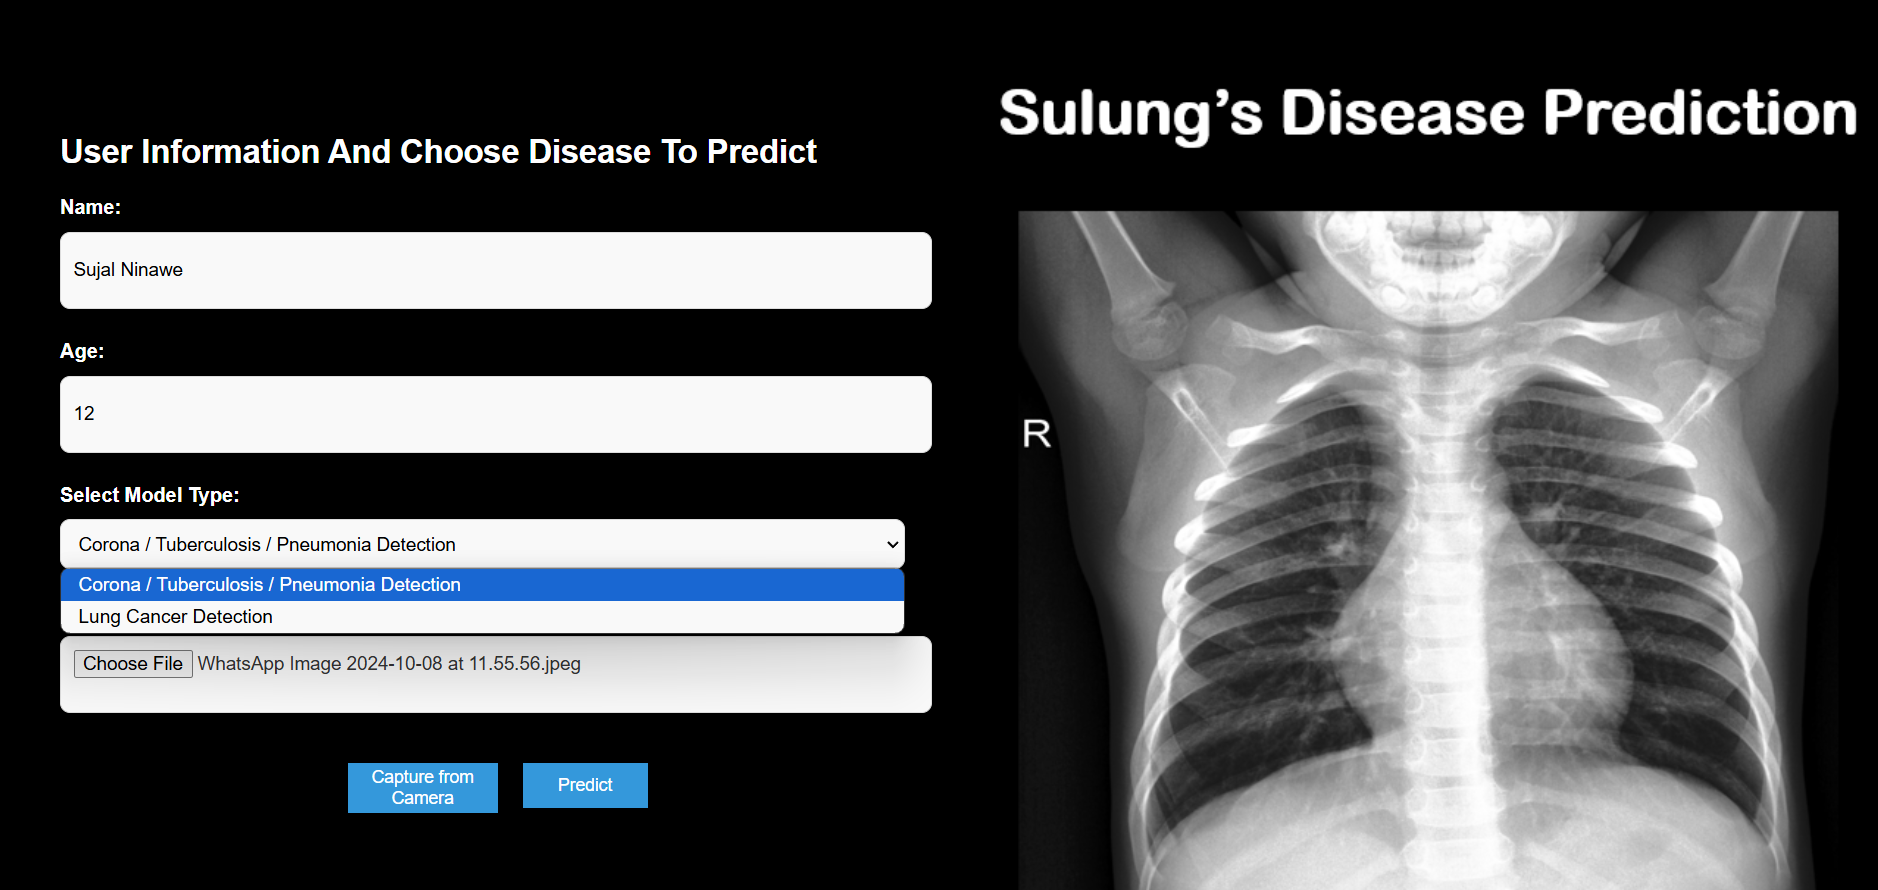 Sulung's Disease Prediction
User Information And Choose Disease To Predict
Name:
Sujal Ninawe
Age:
12
Select Model Type:
Corona / Tuberculosis / Pneumonia Detection
Corona / Tuberculosis / Pneumonia Detection
Lung Cancer Detection
Choose File WhatsApp Image 2024-10-08 at 11.55.56.jpeg
Capture from
Camera
Predict
R